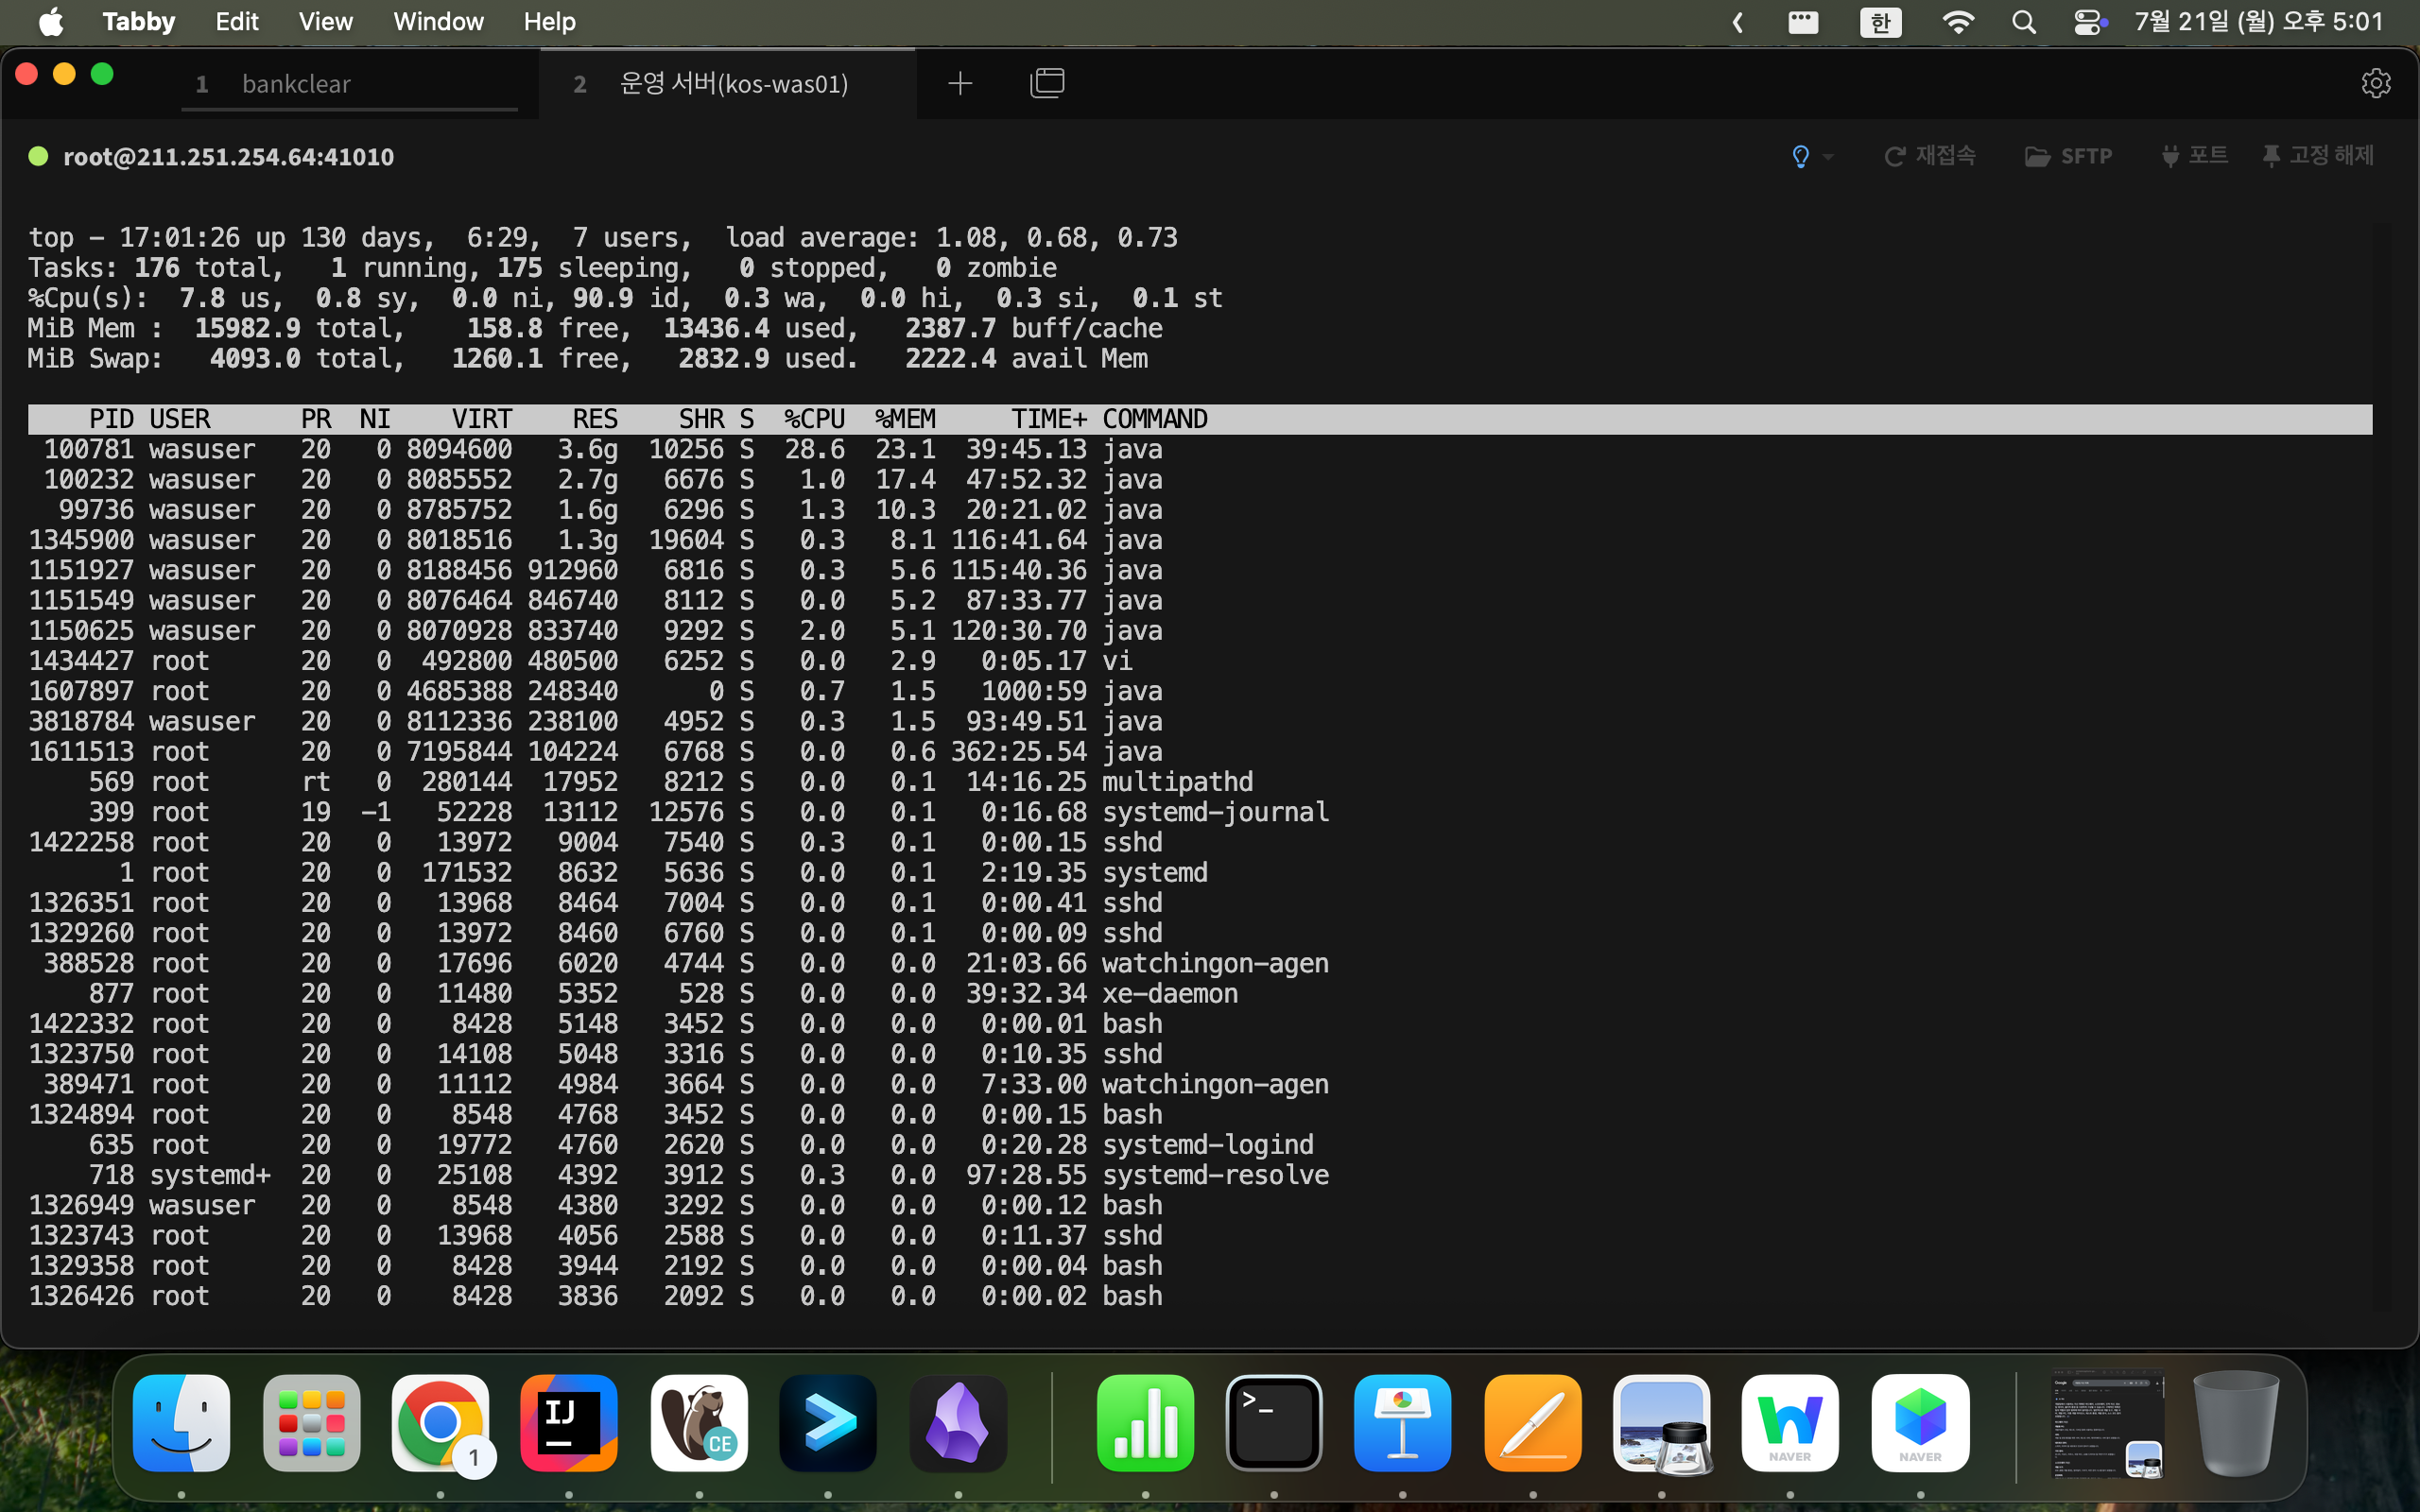 Tabby Edit View Window Help 한 7월 21일 (월) 오후 5:01
1 bankclear 2 운영 서버(kos-was01)
root@211.251.254.64:41010 재접속 SFTP 포트 고정 해제
top - 17:01:26 up 130 days,  6:29,  7 users,  load average: 1.08, 0.68, 0.73
Tasks: 176 total,   1 running, 175 sleeping,   0 stopped,   0 zombie
%Cpu(s):  7.8 us,  0.8 sy,  0.0 ni, 90.9 id,  0.3 wa,  0.0 hi,  0.3 si,  0.1 st
MiB Mem :  15982.9 total,    158.8 free,  13436.4 used,   2387.7 buff/cache
MiB Swap:   4093.0 total,   1260.1 free,   2832.9 used.   2222.4 avail Mem
PID USER PR NI VIRT RES SHR S %CPU %MEM TIME+ COMMAND
100781 wasuser 20 0 8094600 3.6g 10256 S 28.6 23.1 39:45.13 java
100232 wasuser 20 0 8085552 2.7g 6676 S 1.0 17.4 47:52.32 java
99736 wasuser 20 0 8785752 1.6g 6296 S 1.3 10.3 20:21.02 java
1345900 wasuser 20 0 8018516 1.3g 19604 S 0.3 8.1 116:41.64 java
1151927 wasuser 20 0 8188456 912960 6816 S 0.3 5.6 115:40.36 java
1151549 wasuser 20 0 8076464 846740 8112 S 0.0 5.2 87:33.77 java
1150625 wasuser 20 0 8070928 833740 9292 S 2.0 5.1 120:30.70 java
1434427 root 20 0 492800 480500 6252 S 0.0 2.9 0:05.17 vi
1607897 root 20 0 4685388 248340 0 S 0.7 1.5 1000:59 java
3818784 wasuser 20 0 8112336 238100 4952 S 0.3 1.5 93:49.51 java
1611513 root 20 0 7195844 104224 6768 S 0.0 0.6 362:25.54 java
569 root rt 0 280144 17952 8212 S 0.0 0.1 14:16.25 multipathd
399 root 19 -1 52228 13112 12576 S 0.0 0.1 0:16.68 systemd-journal
1422258 root 20 0 13972 9004 7540 S 0.3 0.1 0:00.15 sshd
1 root 20 0 171532 8632 5636 S 0.0 0.1 2:19.35 systemd
1326351 root 20 0 13968 8464 7004 S 0.0 0.1 0:00.41 sshd
1329260 root 20 0 13972 8460 6760 S 0.0 0.1 0:00.09 sshd
388528 root 20 0 17696 6020 4744 S 0.0 0.0 21:03.66 watchingon-agen
877 root 20 0 11480 5352 528 S 0.0 0.0 39:32.34 xe-daemon
1422332 root 20 0 8428 5148 3452 S 0.0 0.0 0:00.01 bash
1323750 root 20 0 14108 5048 3316 S 0.0 0.0 0:10.35 sshd
389471 root 20 0 11112 4984 3664 S 0.0 0.0 7:33.00 watchingon-agen
1324894 root 20 0 8548 4768 3452 S 0.0 0.0 0:00.15 bash
635 root 20 0 19772 4760 2620 S 0.0 0.0 0:20.28 systemd-logind
718 systemd+ 20 0 25108 4392 3912 S 0.3 0.0 97:28.55 systemd-resolve
1326949 wasuser 20 0 8548 4380 3292 S 0.0 0.0 0:00.12 bash
1323743 root 20 0 13968 4056 2588 S 0.0 0.0 0:11.37 sshd
1329358 root 20 0 8428 3944 2192 S 0.0 0.0 0:00.04 bash
1326426 root 20 0 8428 3836 2092 S 0.0 0.0 0:00.02 bash
1 IJ CE >_ NAVER NAVER